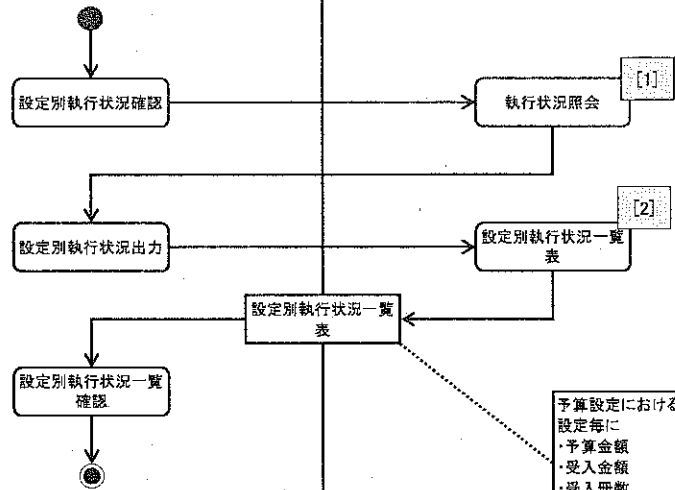 [1]
設定別執行状況確認
執行状況照会
[2]
設定別執行状況出力
設定別執行状況一覧
表
設定別執行状況一覧
表
設定別執行状況一覧
確認
予算設定における
設定毎に
・予算金額
・受入金額
・受入冊数